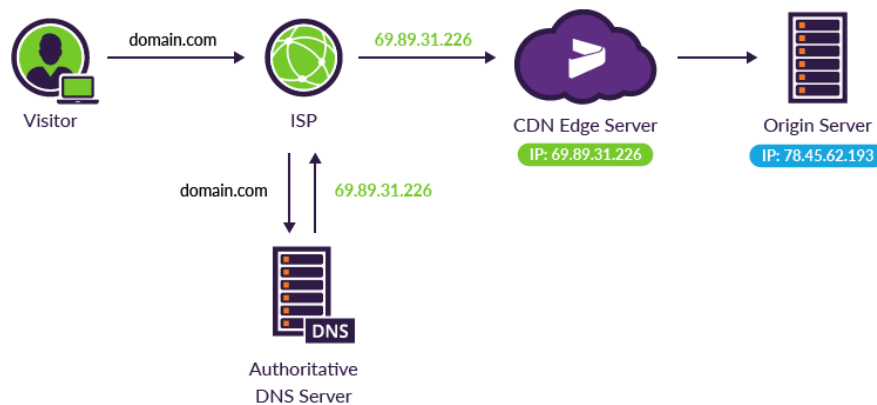 domain.com
69.89.31.226
Visitor
ISP
CDN Edge Server
Origin Server
IP: 69.89.31.226
IP: 78.45.62.193
domain.com
69.89.31.226
DNS
Authoritative
DNS Server